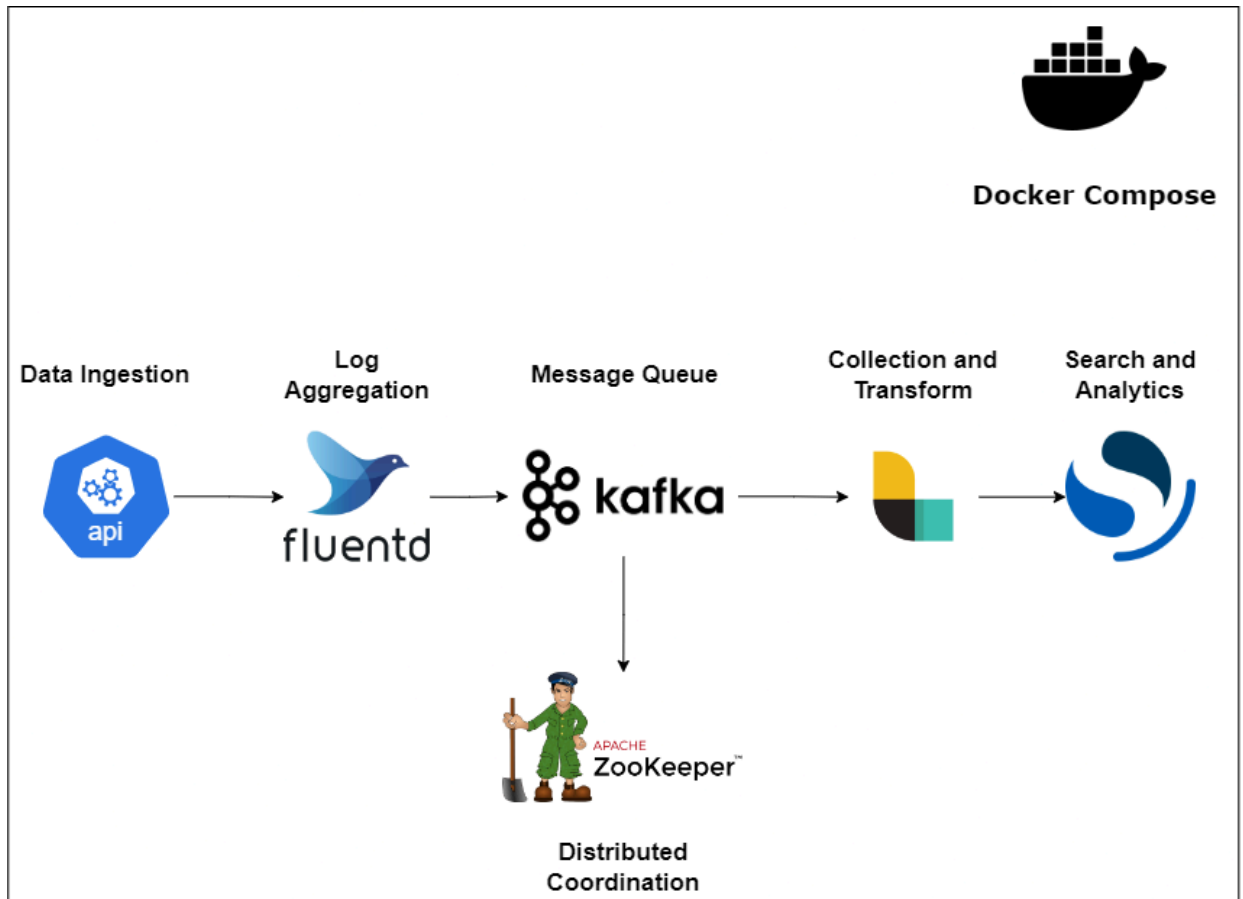 Docker Compose
Data Ingestion
Log
Aggregation
Message Queue
Collection and
Transform
Search and
Analytics
api
fluentd
kafka
APACHE
ZooKeeper™
Distributed
Coordination